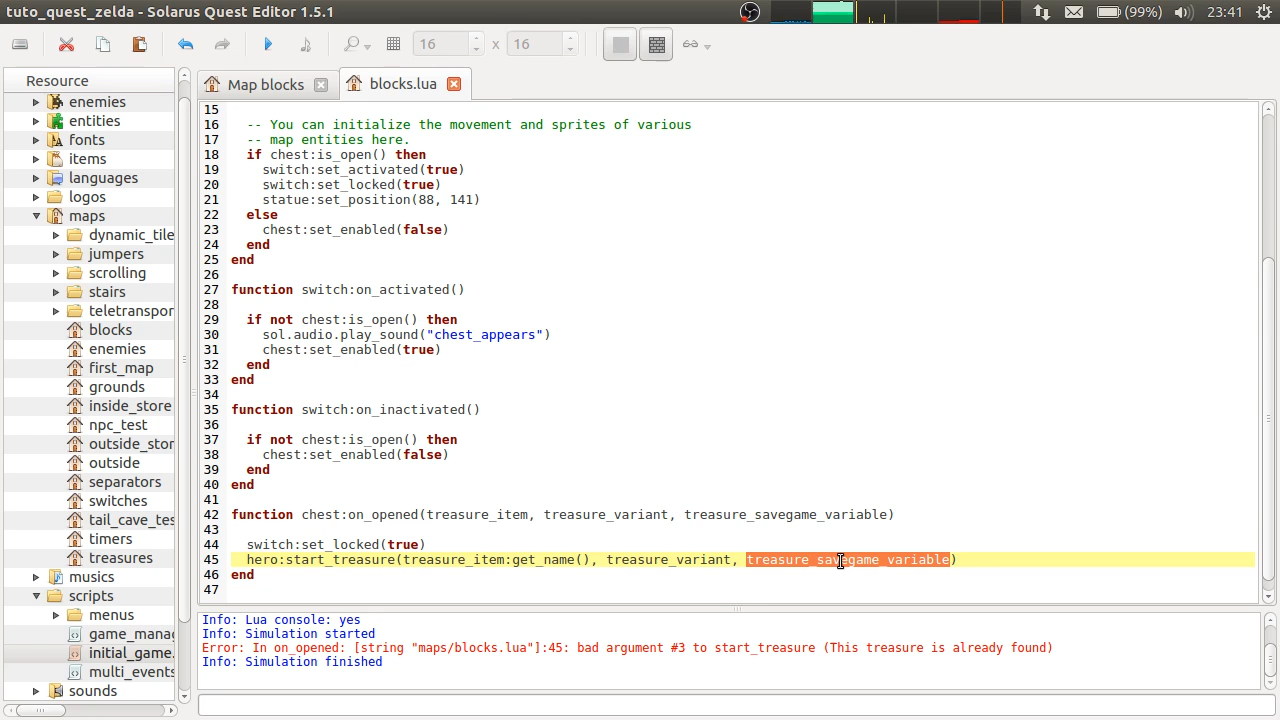 tuto_quest_zelda - Solarus Quest Editor 1.5.1
(99%)
23:41
16
x
16
Resource
enemies
entities
fonts
items
languages
logos
maps
dynamic_tile
jumpers
scrolling
stairs
teletranspor
blocks
enemies
first_map
grounds
inside_store
npc_test
outside_stor
outside
separators
switches
tail_cave_tes
timers
treasures
musics
scripts
menus
game_mana
initial_game.
multi_events
sounds
Map blocks
blocks.lua
15
16 -- You can initialize the movement and sprites of various
17 -- map entities here.
18 if chest:is_open() then
19 switch:set_activated(true)
20 switch:set_locked(true)
21 statue:set_position(88, 141)
22 else
23 chest:set_enabled(false)
24 end
25 end
26
27 function switch:on_activated()
28
29 if not chest:is_open() then
30 sol.audio.play_sound("chest_appears")
31 chest:set_enabled(true)
32 end
33 end
34
35 function switch:on_inactivated()
36
37 if not chest:is_open() then
38 chest:set_enabled(false)
39 end
40 end
41
42 function chest:on_opened(treasure_item, treasure_variant, treasure_savegame_variable)
43
44 switch:set_locked(true)
45 hero:start_treasure(treasure_item:get_name(), treasure_variant, treasure_savegame_variable)
46 end
47
Info: Lua console: yes
Info: Simulation started
Error: In on_opened: [string "maps/blocks.lua"]:45: bad argument #3 to start_treasure (This treasure is already found)
Info: Simulation finished